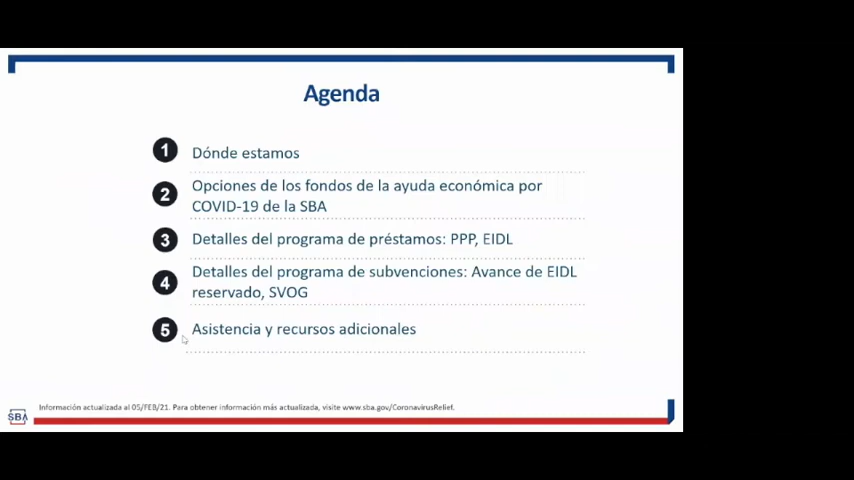 Agenda
1 Dónde estamos
2 Opciones de los fondos de la ayuda económica por
COVID-19 de la SBA
3 Detalles del programa de préstamos: PPP, EIDL
4 Detalles del programa de subvenciones: Avance de EIDL
reservado, SVOG
5 Asistencia y recursos adicionales
Información actualizada al 05/FEB/21. Para obtener información más actualizada, visite www.sba.gov/CoronavirusRelief.
SBA